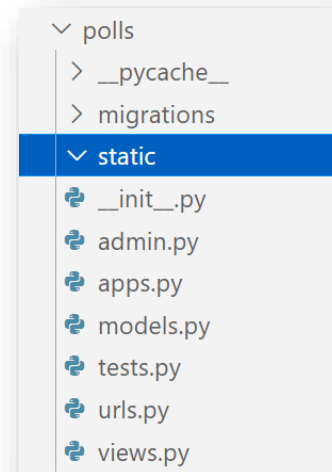 polls
__pycache__
migrations
static
__init__.py
admin.py
apps.py
models.py
tests.py
urls.py
views.py